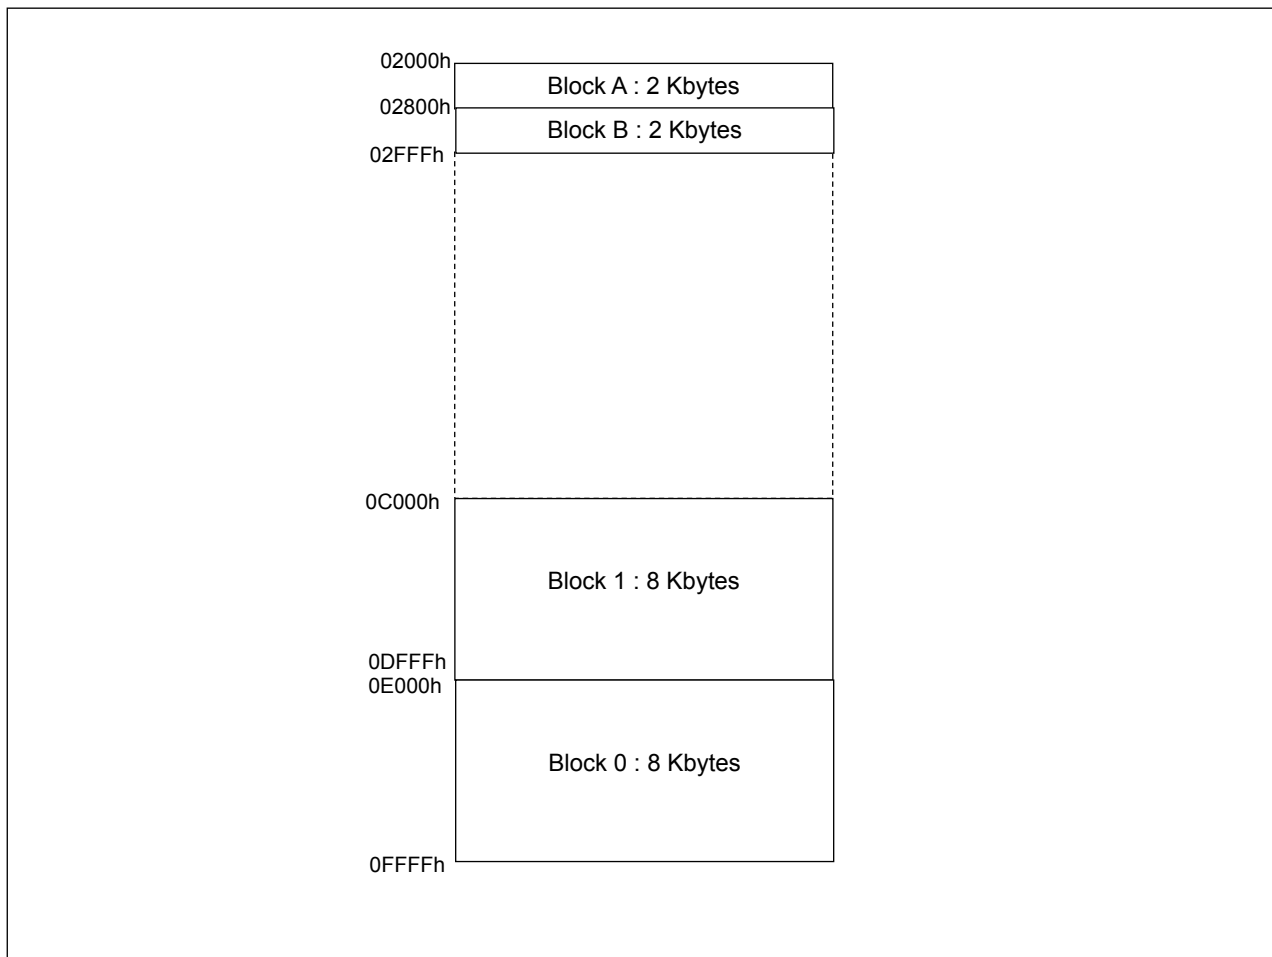 02000h
Block A : 2 Kbytes
02800h
Block B : 2 Kbytes
02FFFh
0C000h
Block 1 : 8 Kbytes
0DFFFh
0E000h
Block 0 : 8 Kbytes
0FFFFh